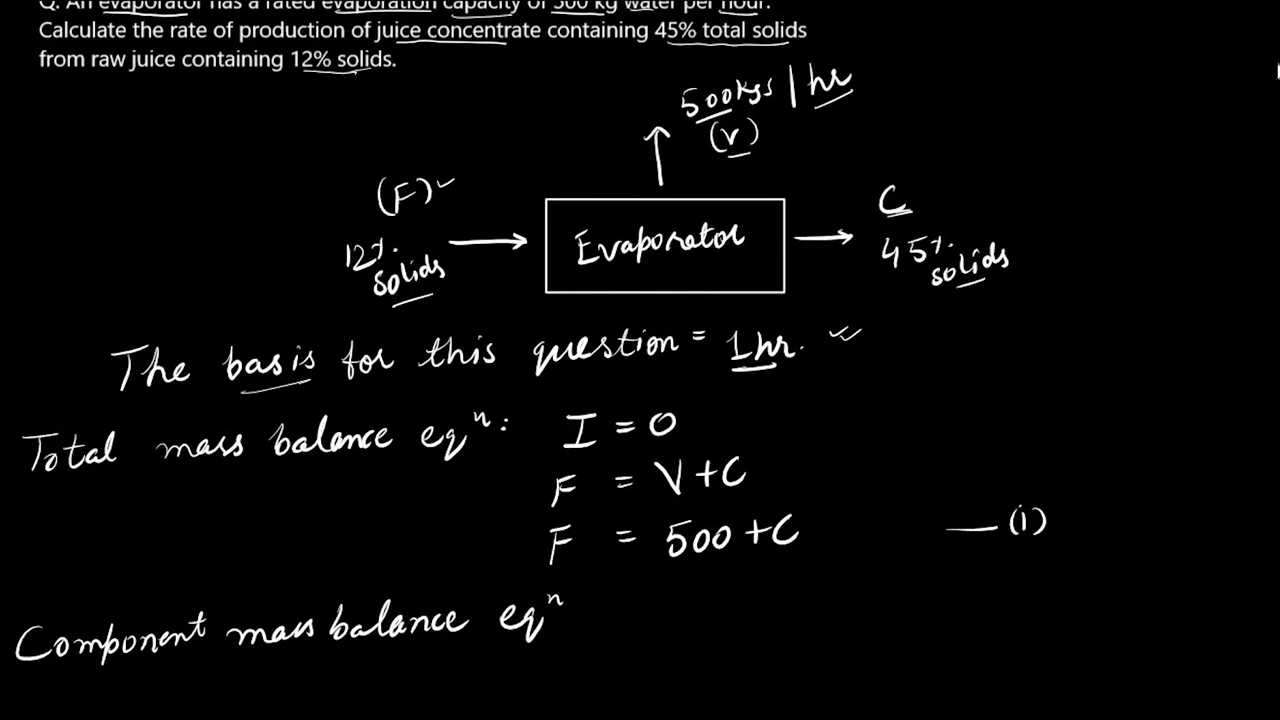 Q. An evaporator has a rated evaporation capacity of 500 kg water per hour.
Calculate the rate of production of juice concentrate containing 45% total solids
from raw juice containing 12% solids.
500kgs | hr
(V)
(F)
12%.
solids
Evaporator
C
45%.
solids
The basis for this question = 1 hr.
Total mass balance eqⁿ: I = O
F = V + C
F = 500 + C — (i)
Component mass balance eqⁿ